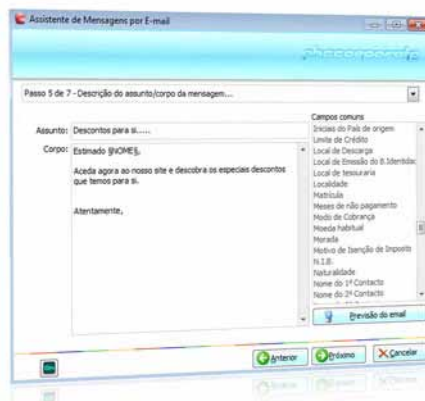 Assistente de Mensagens por E-mail
Passo 5 de 7 - Descrição do assunto/corpo da mensagem...
Assunto: Descontos para si.....
Corpo: Estimado §NOME§,
Aceda agora ao nosso site e descubra os especiais descontos
que temos para si.
Atentamente,
Campos comuns
Iniciais do País de origem
Limite de Crédito
Local de Descarga
Local de Emissão do B.Identidac
Local de tesouraria
Localidade
Matrícula
Meses de não pagamento
Modo de Cobrança
Moeda habitual
Morada
Motivo de Isenção de Imposto
N.I.B.
Naturalidade
Nome do 1º Contacto
Nome do 2º Contacto
Previsão do email
Anterior
Próximo
Cancelar